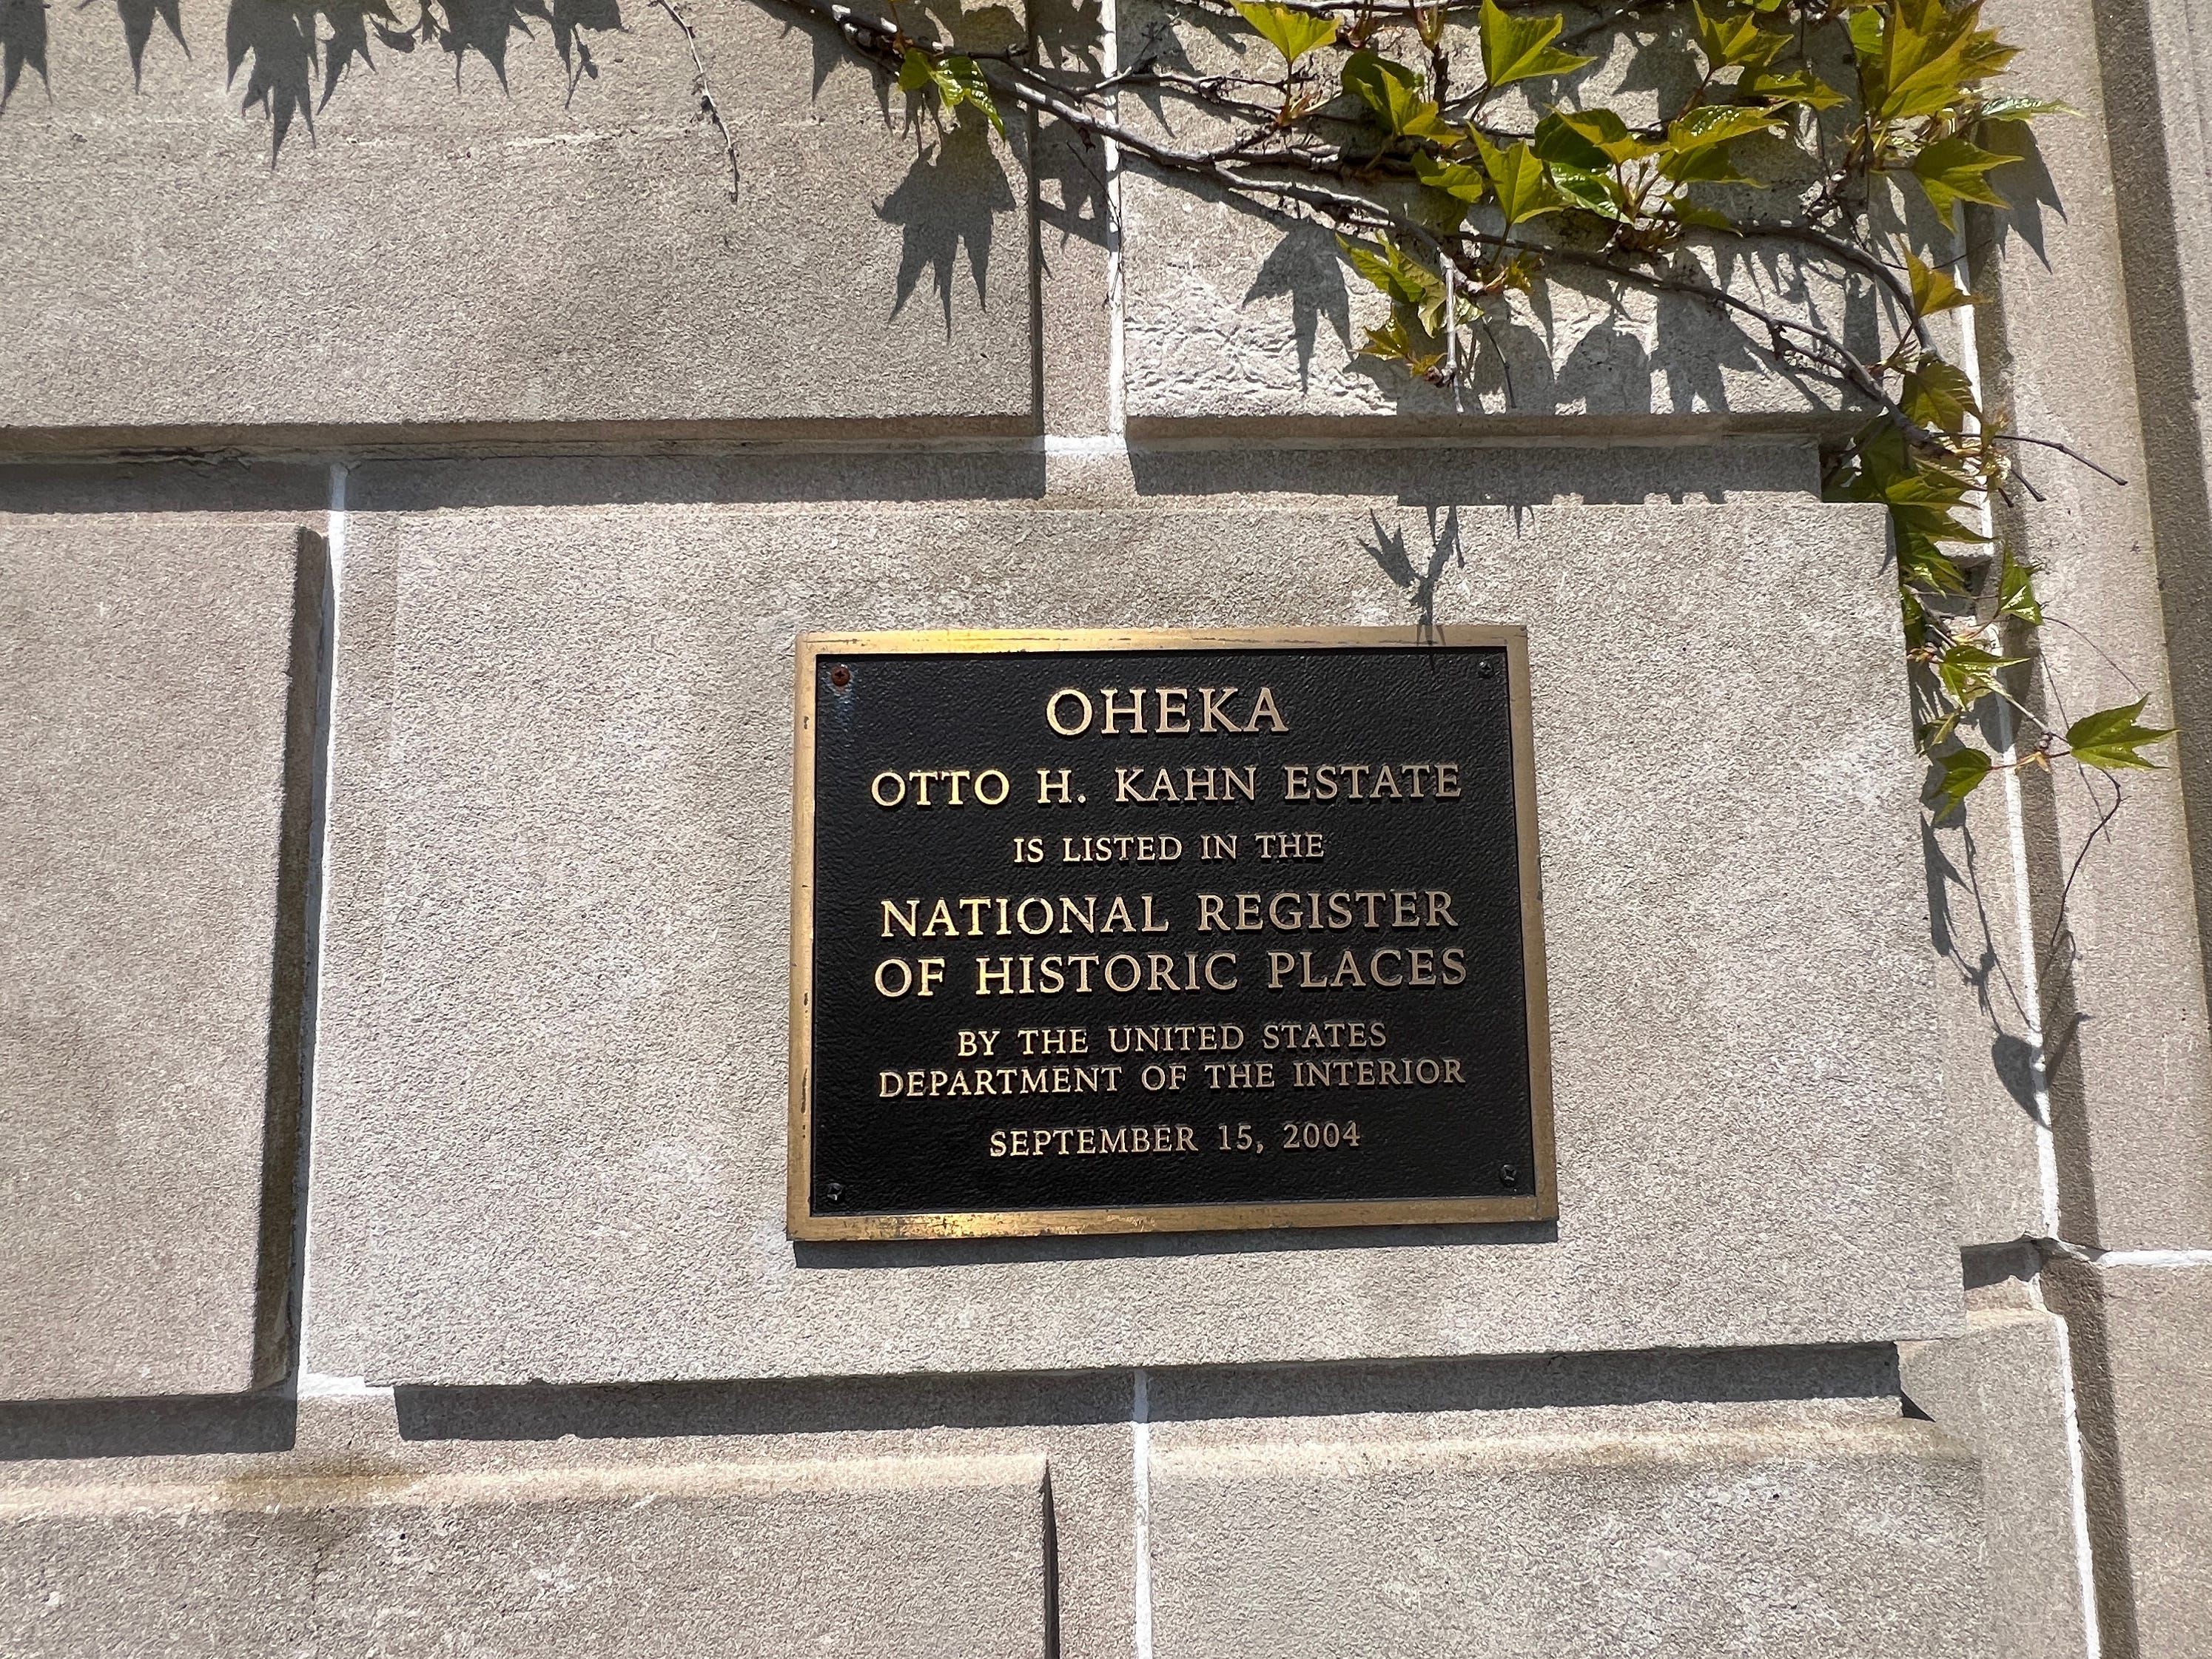 OHEKA
OTTO H. KAHN ESTATE
IS LISTED IN THE
NATIONAL REGISTER
OF HISTORIC PLACES
BY THE UNITED STATES
DEPARTMENT OF THE INTERIOR
SEPTEMBER 15, 2004